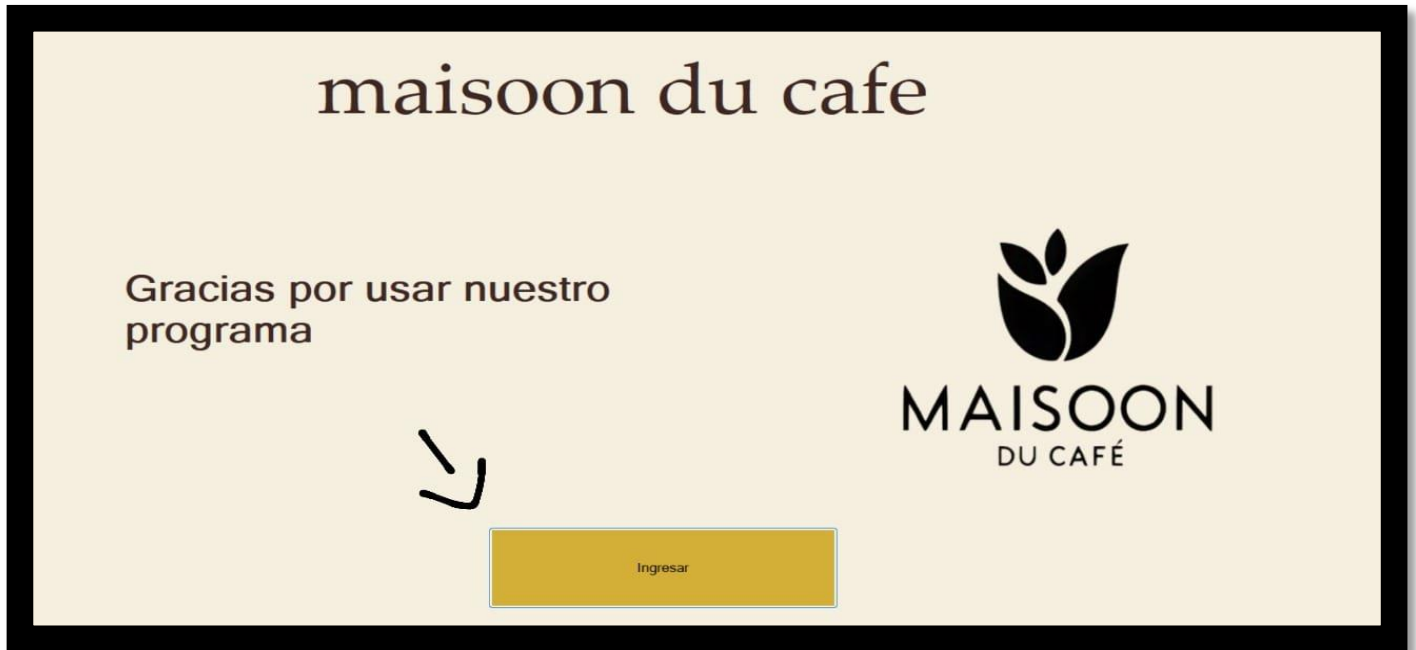 maisoon du cafe
Gracias por usar nuestro
programa
MAISOON
DU CAFÉ
Ingresar